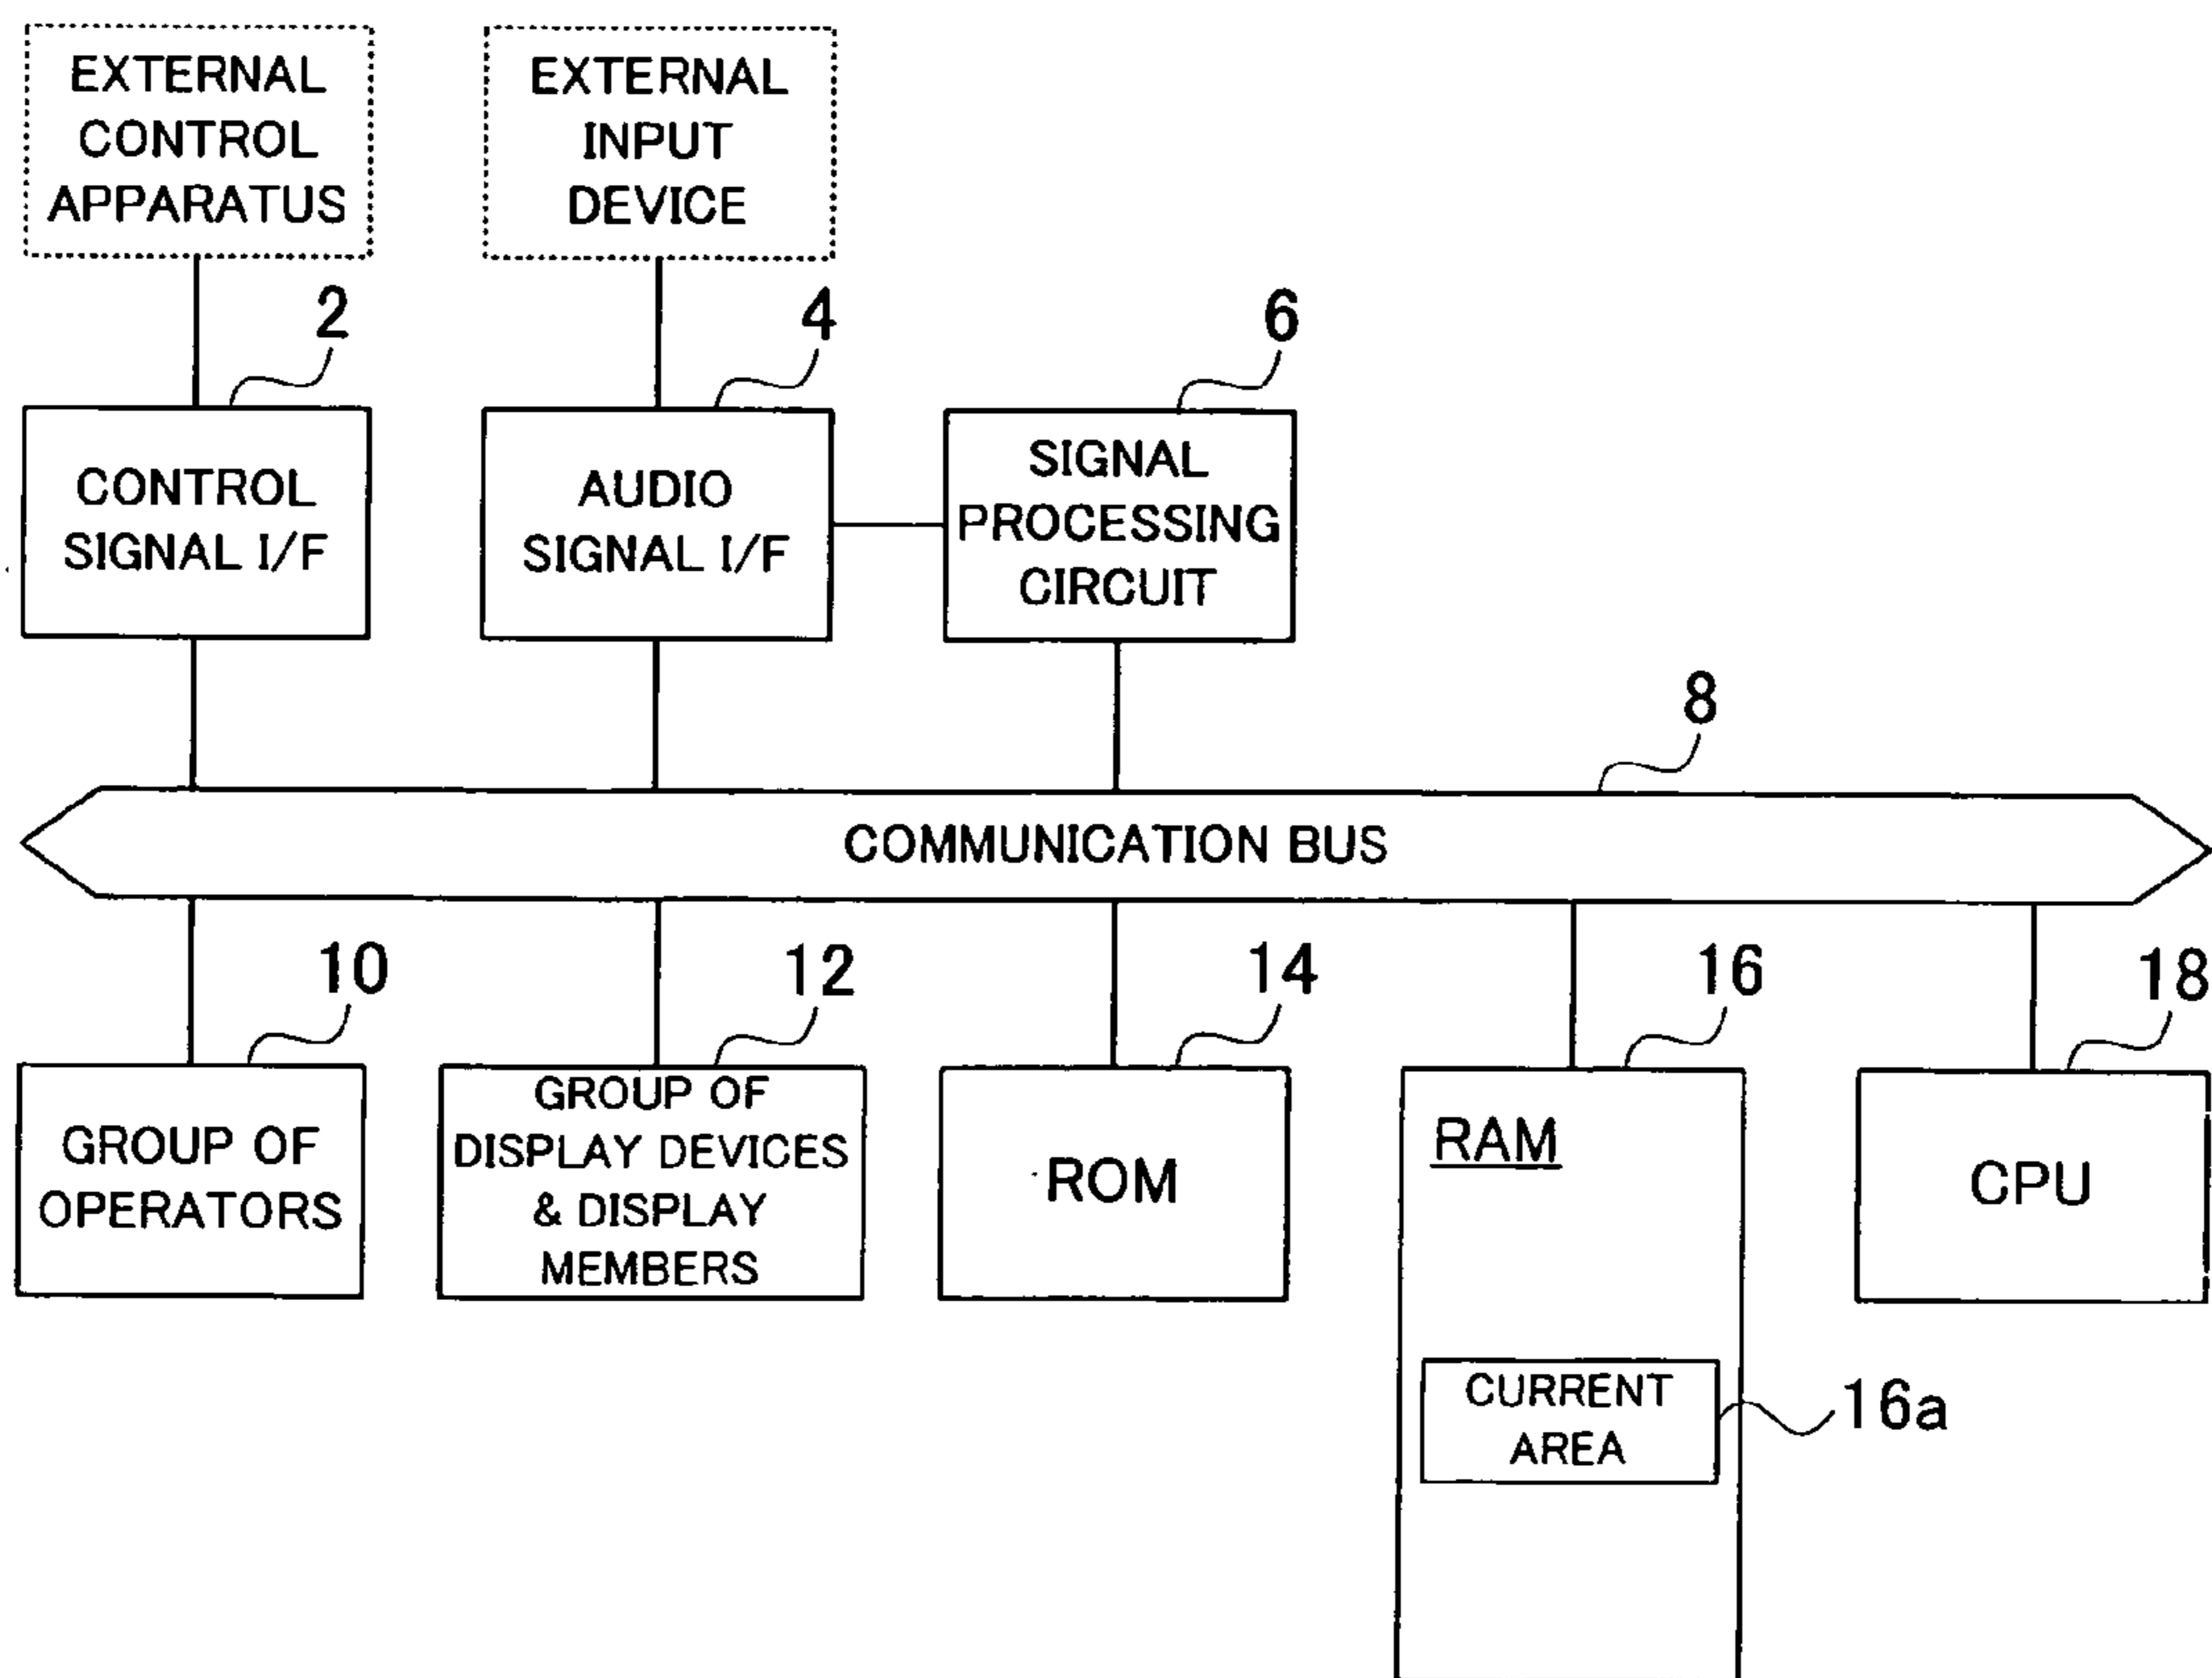 EXTERNAL
CONTROL
APPARATUS
EXTERNAL
INPUT
DEVICE
2
4
6
CONTROL
SIGNAL I/F
AUDIO
SIGNAL I/F
SIGNAL
PROCESSING
CIRCUIT
8
COMMUNICATION BUS
10
12
14
16
18
GROUP OF
OPERATORS
GROUP OF
DISPLAY DEVICES
& DISPLAY
MEMBERS
ROM
RAM
CPU
CURRENT
AREA
16a